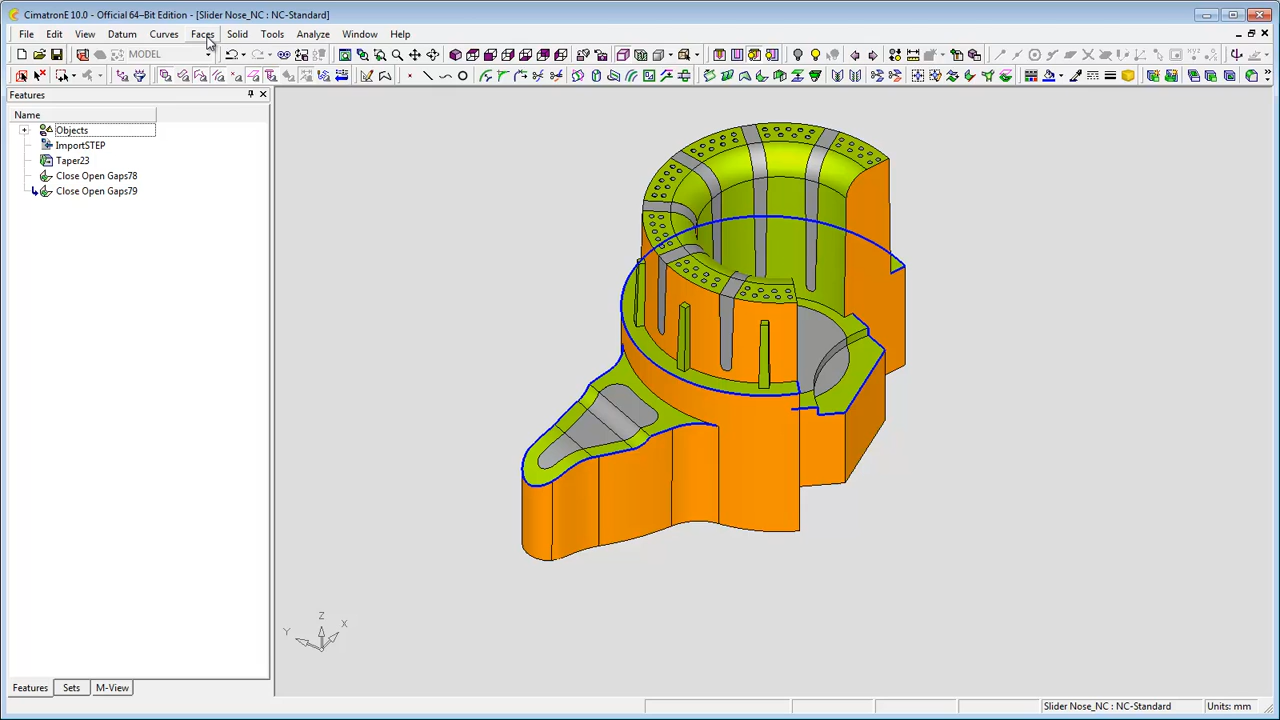 CimatronE 10.0 - Official 64-Bit Edition - [Slider Nose_NC : NC-Standard]
File Edit View Datum Curves Faces Solid Tools Analyze Window Help
MODEL
Features
Name
Objects
ImportSTEP
Taper23
Close Open Gaps78
Close Open Gaps79
Z
Y
X
Features Sets M-View
Slider Nose_NC : NC-Standard Units: mm